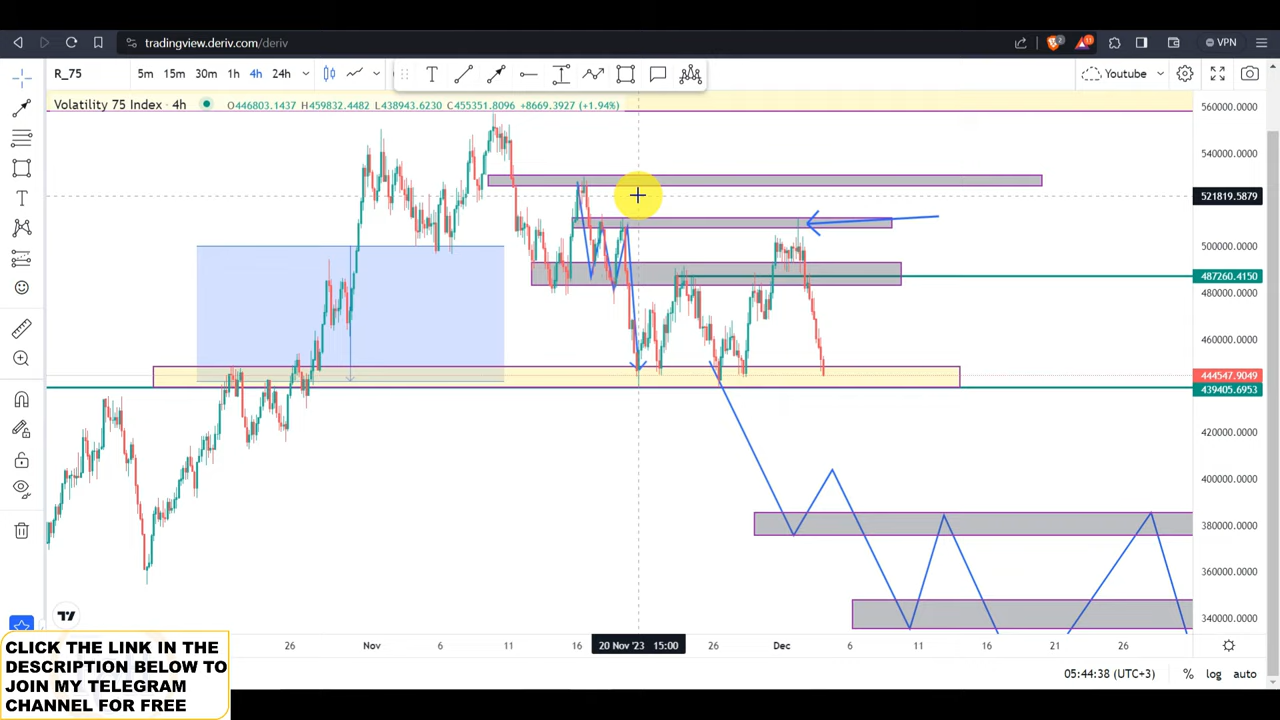 tradingview.deriv.com/deriv
2
11
VPN
R_75
5m 15m 30m 1h 4h 24h
Youtube
Volatility 75 Index · 4h
O446803.1437 H459832.4482 L438943.6230 C455351.8096 +8669.3927 (+1.94%)
560000.0000
540000.0000
521819.5879
500000.0000
487260.4150
480000.0000
460000.0000
444547.9049
439405.6953
420000.0000
400000.0000
380000.0000
360000.0000
340000.0000
26 Nov 6 11 16 20 Nov '23 15:00 26 Dec 6 11 16 21 26
05:44:38 (UTC+3) % log auto
CLICK THE LINK IN THE
DESCRIPTION BELOW TO
JOIN MY TELEGRAM
CHANNEL FOR FREE